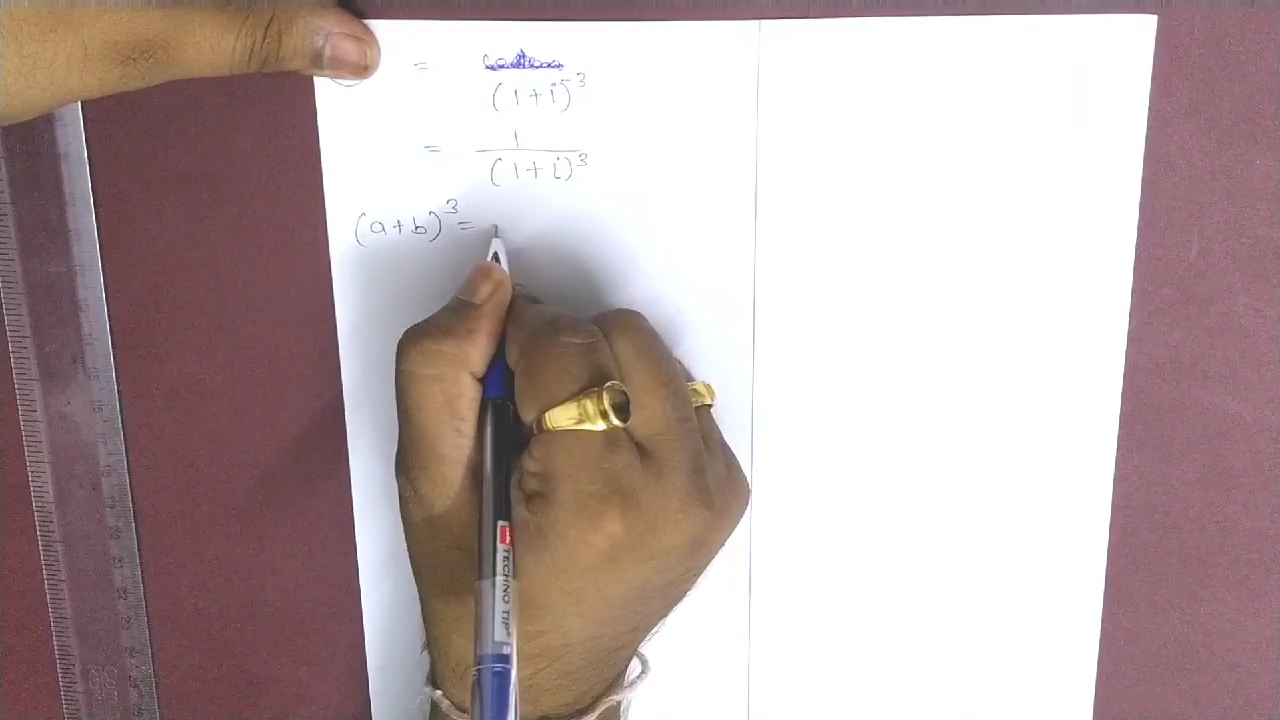 =
(1+i)⁻³
= 1/(1+i)³
(a+b)³ =
TECHNO TIP